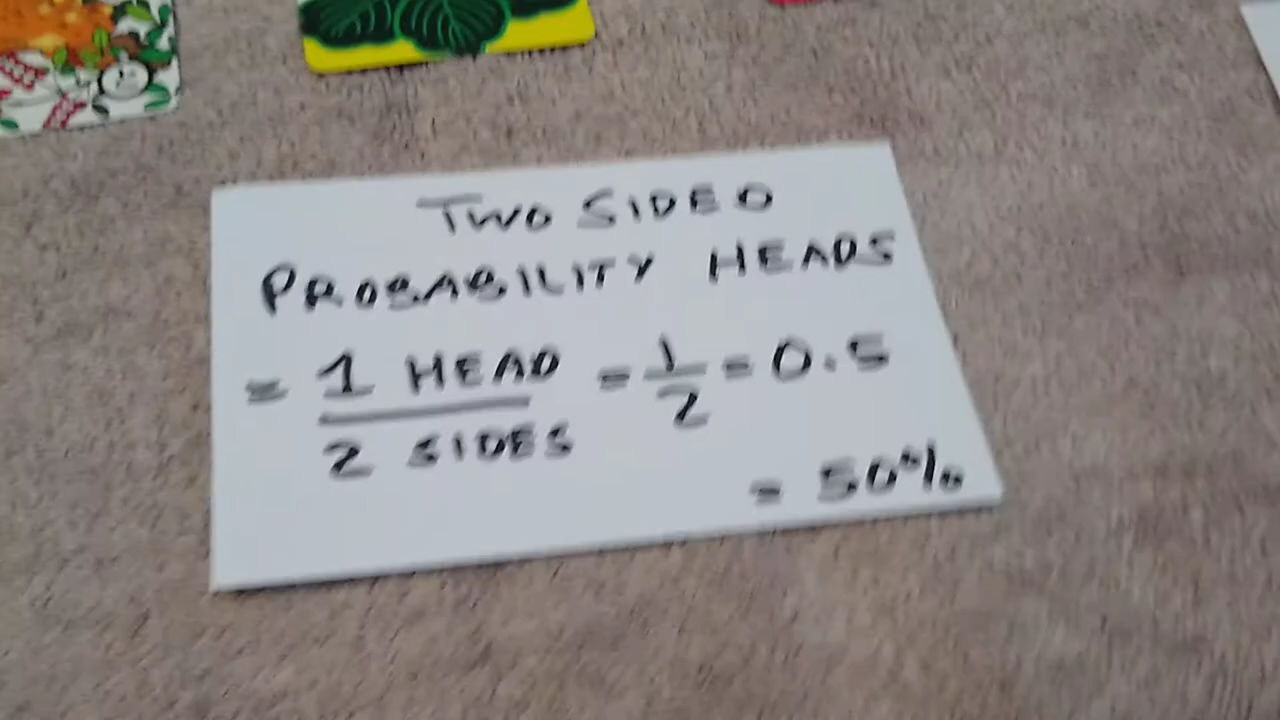 TWO SIDED
PROBABILITY HEADS
= 1 HEAD / 2 SIDES = 1/2 = 0.5
= 50%